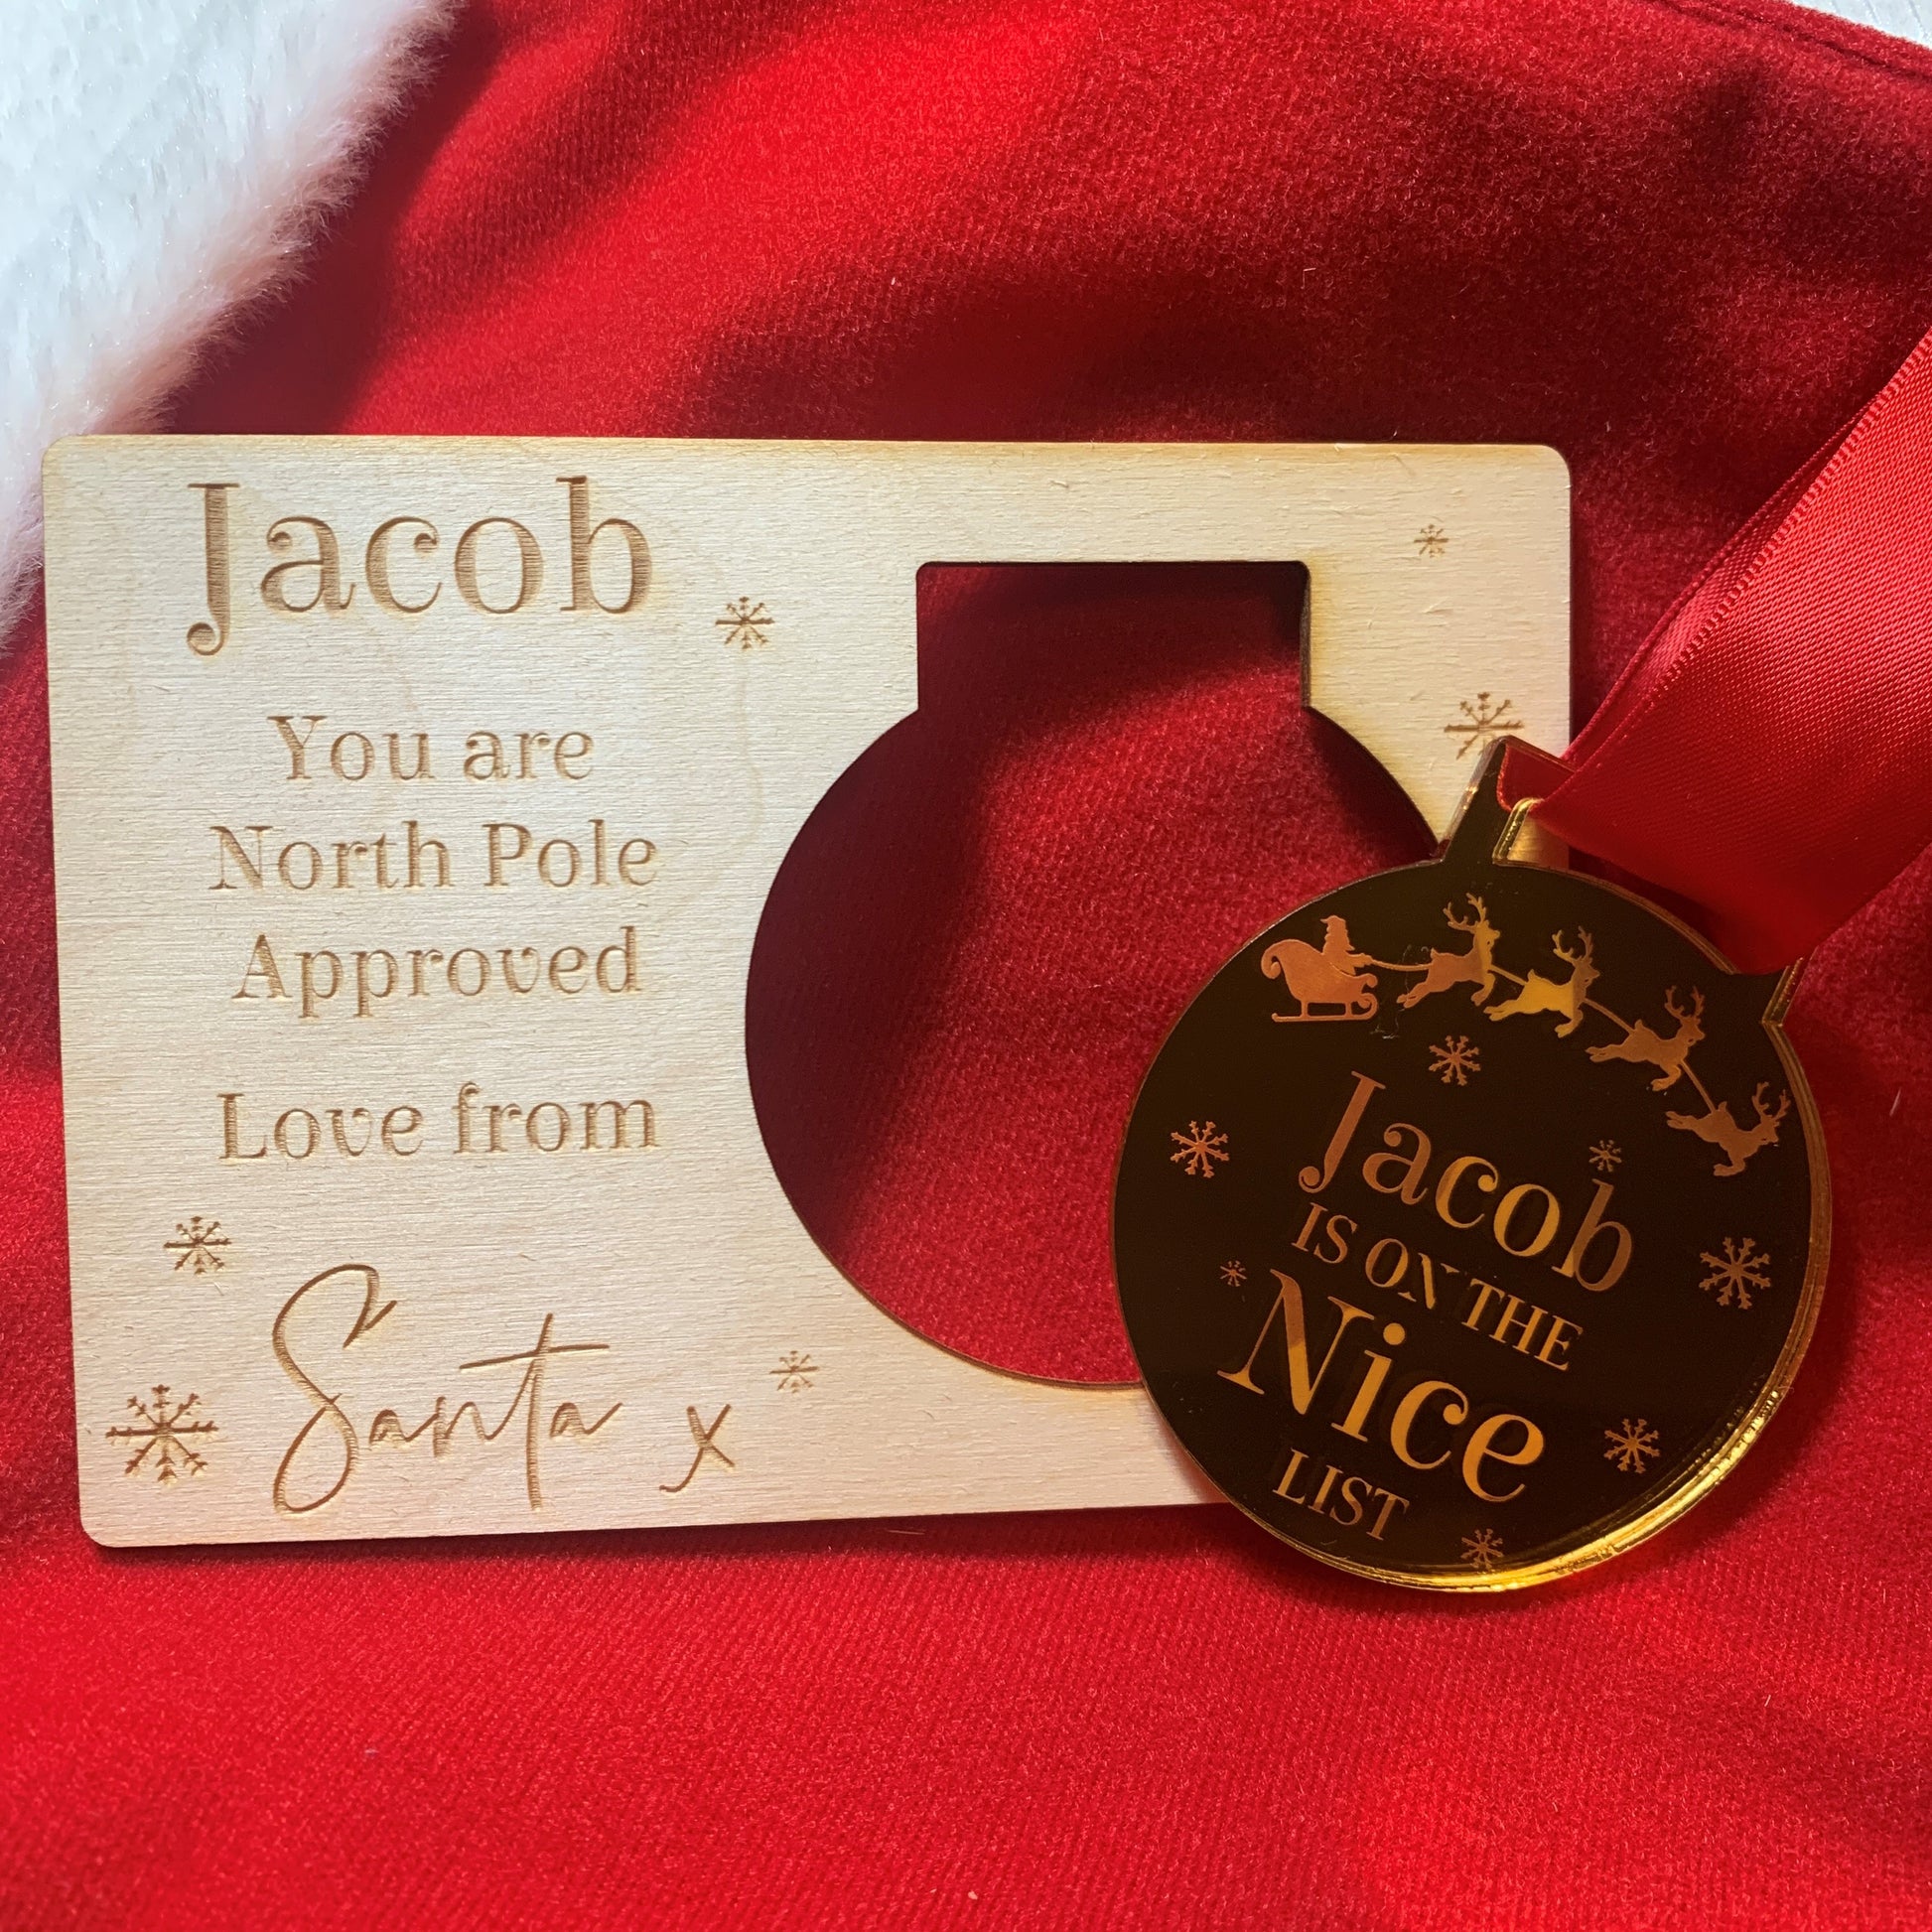 Jacob
You are
North Pole
Approved
Love from
Santa x
Jacob
IS ON THE
Nice
LIST